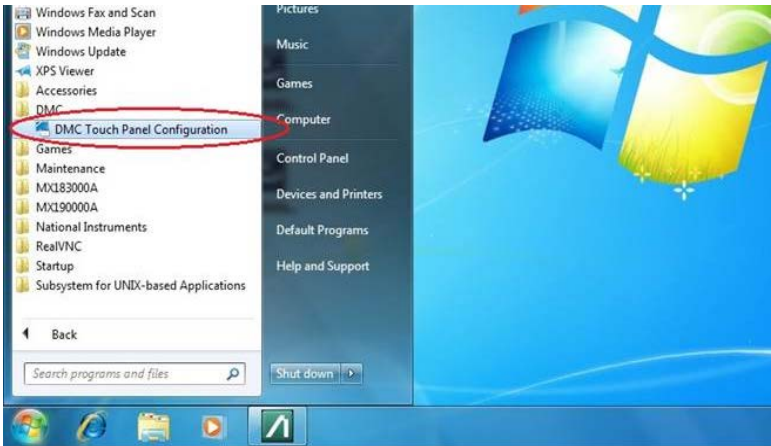 Windows Fax and Scan
Windows Media Player
Windows Update
XPS Viewer
Accessories
DMC
DMC Touch Panel Configuration
Games
Maintenance
MX183000A
MX190000A
National Instruments
RealVNC
Startup
Subsystem for UNIX-based Applications
Back
Search programs and files
Pictures
Music
Games
Computer
Control Panel
Devices and Printers
Default Programs
Help and Support
Shut down